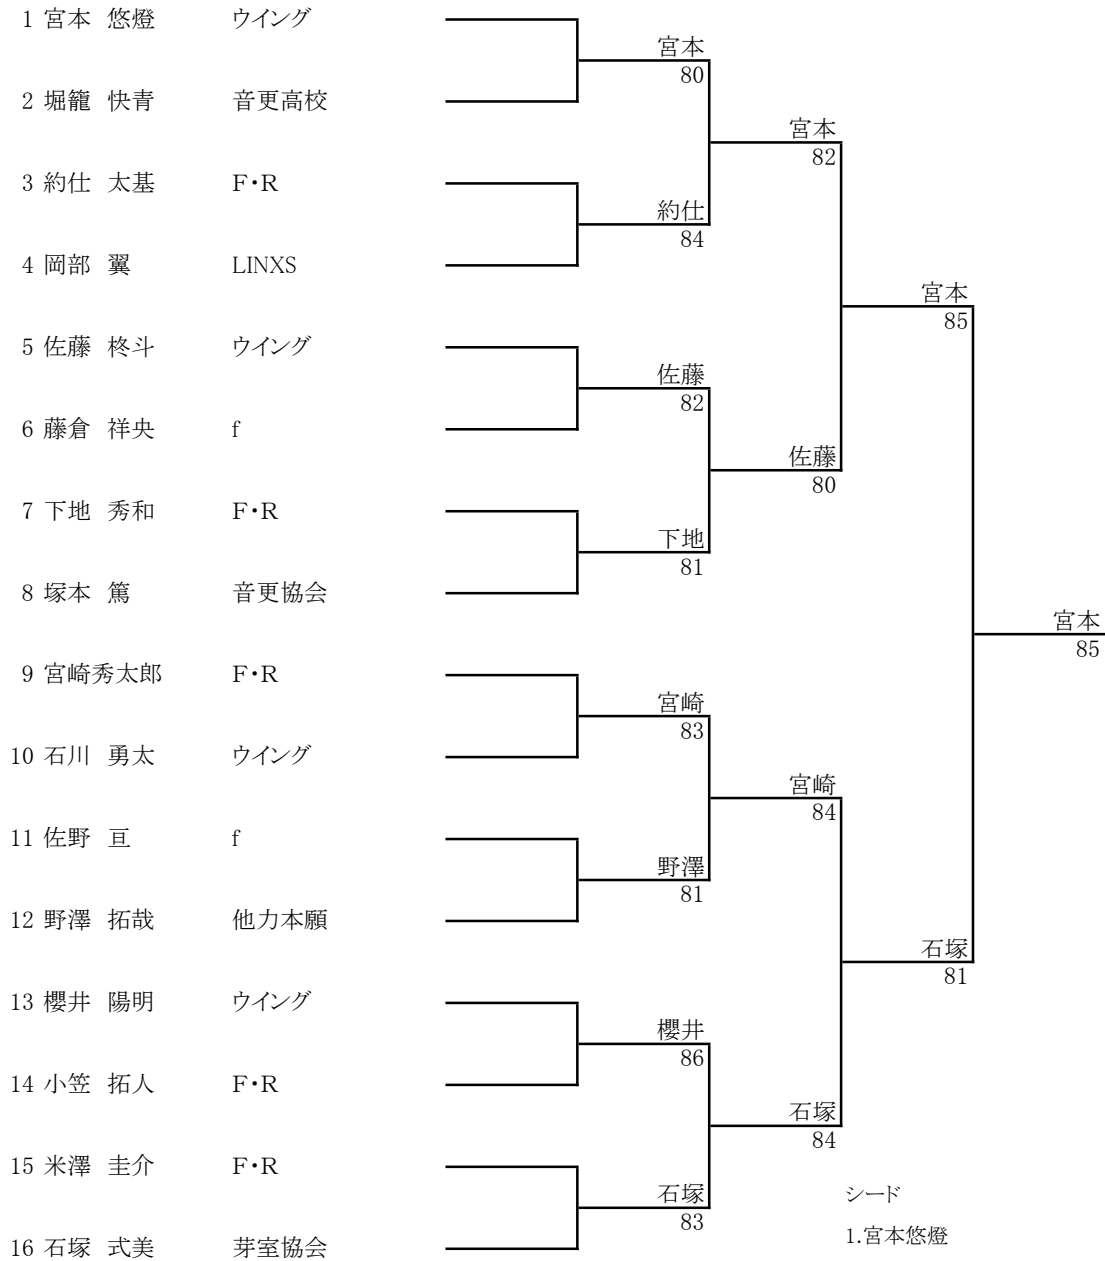 1 宮本 悠燈 ウイング
宮本
80
2 堀籠 快青 音更高校
宮本
82
3 約仕 太基 F・R
約仕
84
4 岡部 翼 LINXS
宮本
85
5 佐藤 柊斗 ウイング
佐藤
82
6 藤倉 祥央 f
佐藤
80
7 下地 秀和 F・R
下地
81
8 塚本 篤 音更協会
宮本
85
9 宮崎秀太郎 F・R
宮崎
83
10 石川 勇太 ウイング
宮崎
84
11 佐野 亘 f
野澤
81
12 野澤 拓哉 他力本願
石塚
81
13 櫻井 陽明 ウイング
櫻井
86
14 小笠 拓人 F・R
石塚
84
15 米澤 圭介 F・R
石塚
83
16 石塚 式美 芽室協会
シード
1.宮本悠燈